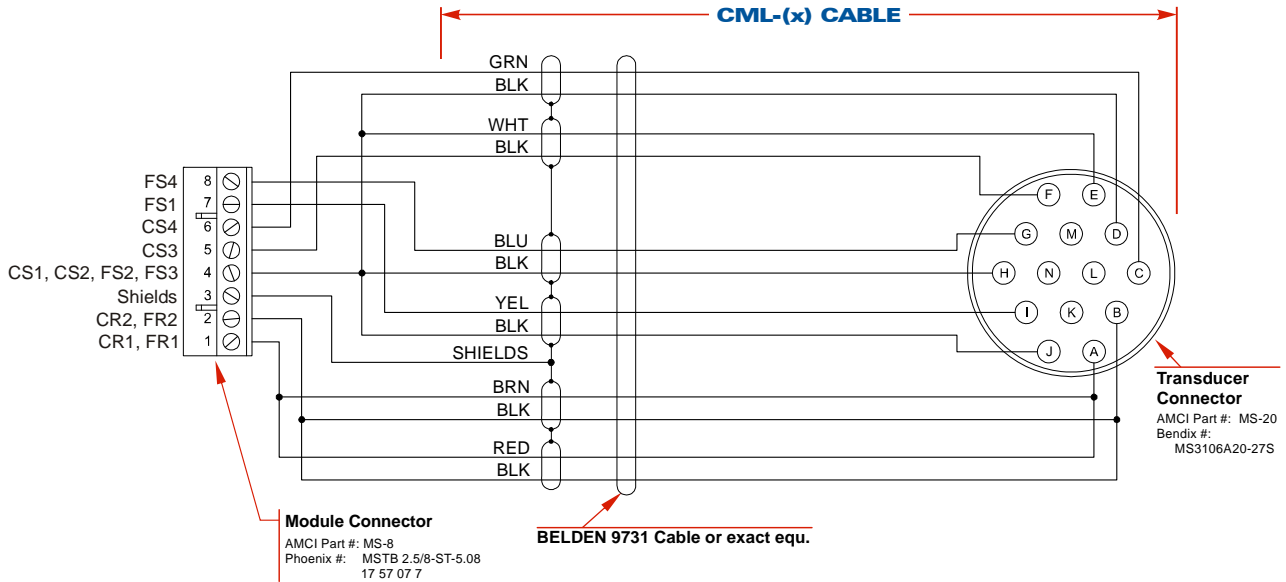 CML-(x) CABLE
GRN
BLK
WHT
BLK
FS4 8
FS1 7
CS4 6
CS3 5
CS1, CS2, FS2, FS3 4
Shields 3
CR2, FR2 2
CR1, FR1 1
BLU
BLK
YEL
BLK
SHIELDS
BRN
BLK
RED
BLK
F E
G M D
H N L C
I K B
J A
Transducer
Connector
AMCI Part #: MS-20
Bendix #:
MS3106A20-27S
Module Connector
AMCI Part #: MS-8
Phoenix #: MSTB 2.5/8-ST-5.08
17 57 07 7
BELDEN 9731 Cable or exact equ.